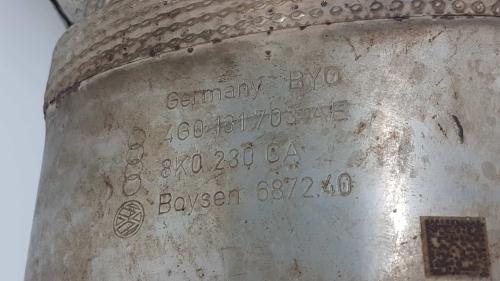 Germany BYO
4G0 131 703 AE
8K0 230 CA
Boysen 6872.40